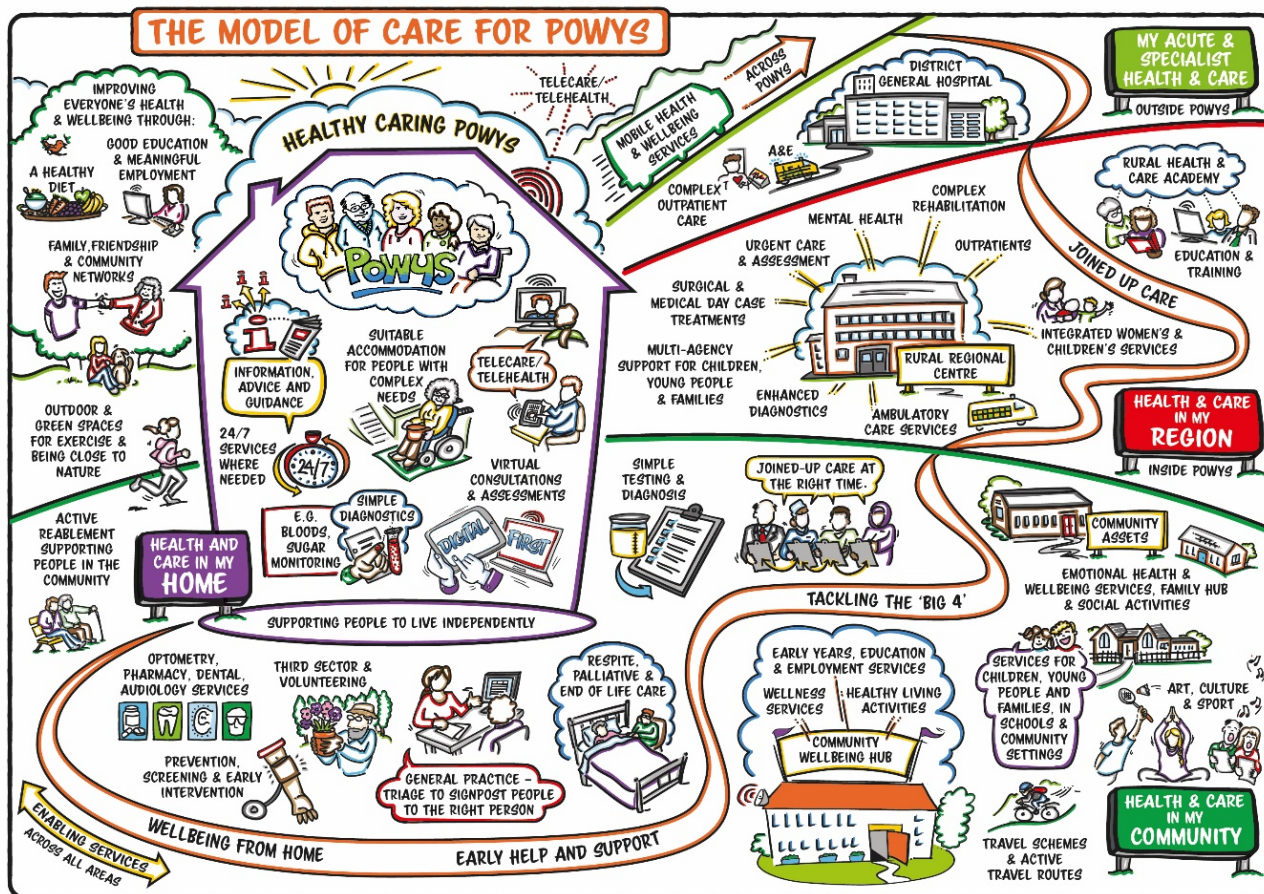 THE MODEL OF CARE FOR POWYS
IMPROVING
EVERYONE'S HEALTH
& WELLBEING THROUGH:
A HEALTHY
DIET
GOOD EDUCATION
& MEANINGFUL
EMPLOYMENT
FAMILY, FRIENDSHIP
& COMMUNITY
NETWORKS
OUTDOOR &
GREEN SPACES
FOR EXERCISE &
BEING CLOSE TO
NATURE
ACTIVE
REABLEMENT
SUPPORTING
PEOPLE IN THE
COMMUNITY
HEALTHY CARING POWYS
TELECARE/
TELEHEALTH
MOBILE HEALTH
& WELLBEING
SERVICES
ACROSS
POWYS
POWYS
i i i
i
INFORMATION,
ADVICE AND
GUIDANCE
24/7
SERVICES
WHERE
NEEDED
24/7
SUITABLE
ACCOMMODATION
FOR PEOPLE WITH
COMPLEX
NEEDS
TELECARE/
TELEHEALTH
VIRTUAL
CONSULTATIONS
& ASSESSMENTS
E.G.
BLOODS,
SUGAR
MONITORING
SIMPLE
DIAGNOSTICS
DIGITAL
FIRST
HEALTH AND
CARE IN MY
HOME
SUPPORTING PEOPLE TO LIVE INDEPENDENTLY
DISTRICT
GENERAL HOSPITAL
A&E
COMPLEX
OUTPATIENT
CARE
MY ACUTE &
SPECIALIST
HEALTH & CARE
OUTSIDE POWYS
RURAL HEALTH &
CARE ACADEMY
EDUCATION &
TRAINING
JOINED UP CARE
MENTAL HEALTH
COMPLEX
REHABILITATION
URGENT CARE
& ASSESSMENT
OUTPATIENTS
SURGICAL &
MEDICAL DAY CASE
TREATMENTS
INTEGRATED WOMEN'S &
CHILDREN'S SERVICES
MULTI-AGENCY
SUPPORT FOR CHILDREN,
YOUNG PEOPLE
& FAMILIES
RURAL REGIONAL
CENTRE
ENHANCED
DIAGNOSTICS
AMBULATORY
CARE SERVICES
HEALTH & CARE
IN MY
REGION
INSIDE POWYS
SIMPLE
TESTING &
DIAGNOSIS
JOINED-UP CARE AT
THE RIGHT TIME.
COMMUNITY
ASSETS
EMOTIONAL HEALTH &
WELLBEING SERVICES, FAMILY HUB
& SOCIAL ACTIVITIES
TACKLING THE 'BIG 4'
OPTOMETRY,
PHARMACY, DENTAL,
AUDIOLOGY SERVICES
THIRD SECTOR &
VOLUNTEERING
RESPITE,
PALLIATIVE &
END OF LIFE CARE
PREVENTION,
SCREENING & EARLY
INTERVENTION
GENERAL PRACTICE –
TRIAGE TO SIGNPOST PEOPLE
TO THE RIGHT PERSON
EARLY YEARS, EDUCATION
& EMPLOYMENT SERVICES
WELLNESS
SERVICES
HEALTHY LIVING
ACTIVITIES
COMMUNITY
WELLBEING HUB
SERVICES FOR
CHILDREN, YOUNG
PEOPLE AND
FAMILIES, IN
SCHOOLS &
COMMUNITY
SETTINGS
ART, CULTURE
& SPORT
TRAVEL SCHEMES
& ACTIVE
TRAVEL ROUTES
HEALTH & CARE
IN MY
COMMUNITY
ENABLING SERVICES
ACROSS ALL AREAS
WELLBEING FROM HOME
EARLY HELP AND SUPPORT